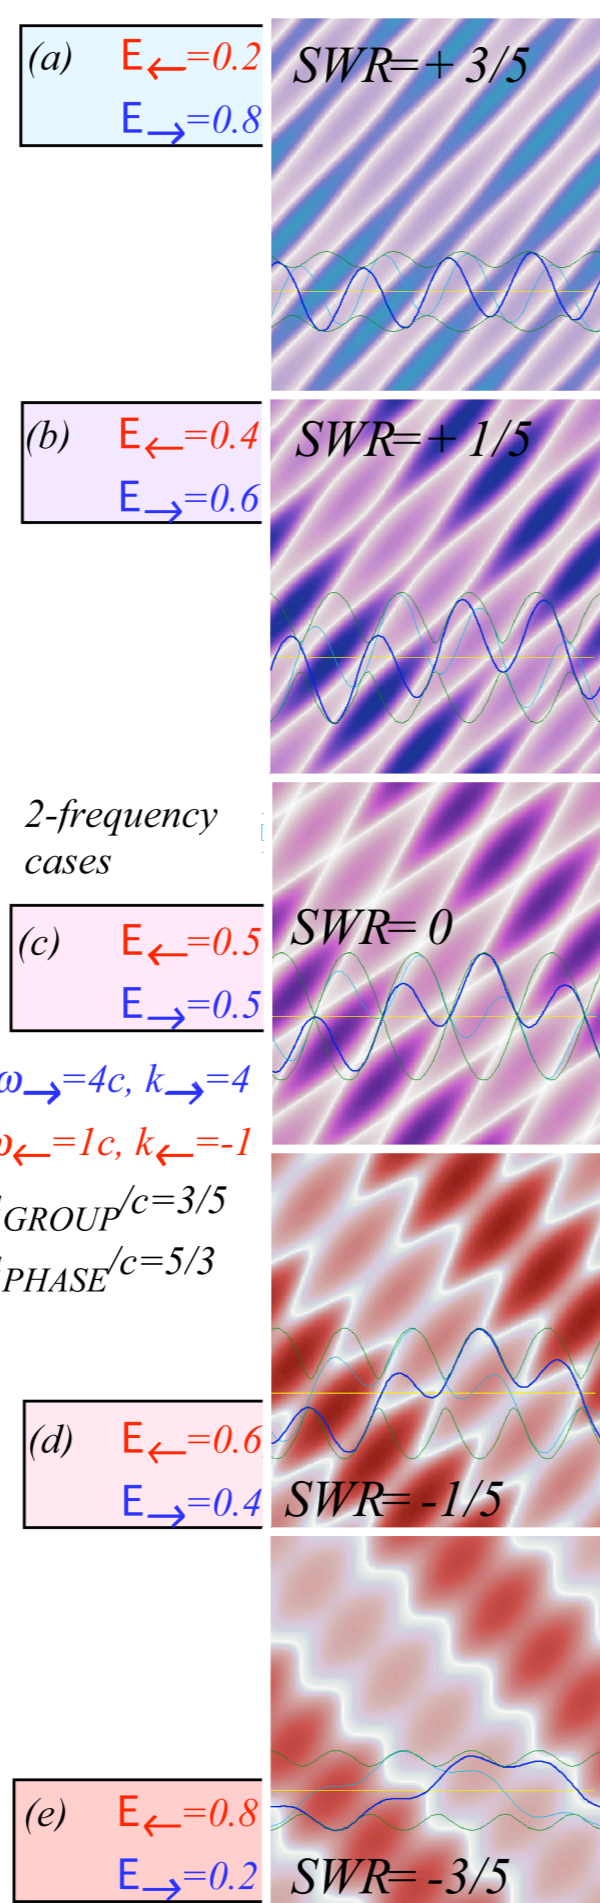 (a) E←=0.2
E→=0.8
SWR=+3/5
(b) E←=0.4
E→=0.6
SWR=+1/5
2-frequency
cases
(c) E←=0.5
E→=0.5
SWR=0
ω→=4c, k→=4
ω←=1c, k←=-1
GROUP/c=3/5
PHASE/c=5/3
(d) E←=0.6
E→=0.4
SWR=-1/5
(e) E←=0.8
E→=0.2
SWR=-3/5